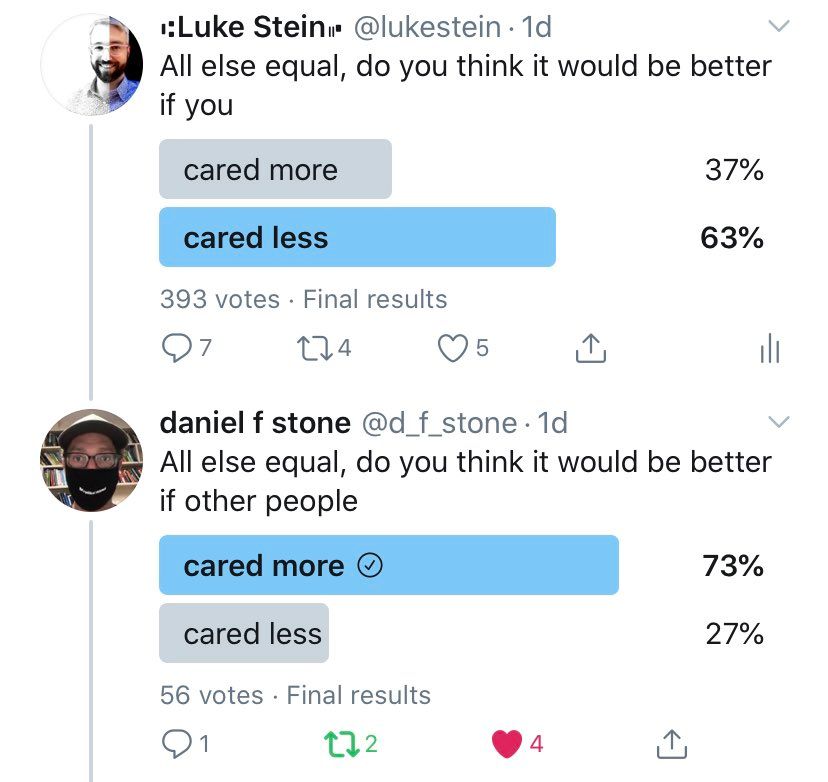 ⑆Luke Stein⑈ @lukestein · 1d
All else equal, do you think it would be better
if you
cared more 37%
cared less 63%
393 votes · Final results
7 4 5
daniel f stone @d_f_stone · 1d
All else equal, do you think it would be better
if other people
cared more 73%
cared less 27%
56 votes · Final results
1 2 4